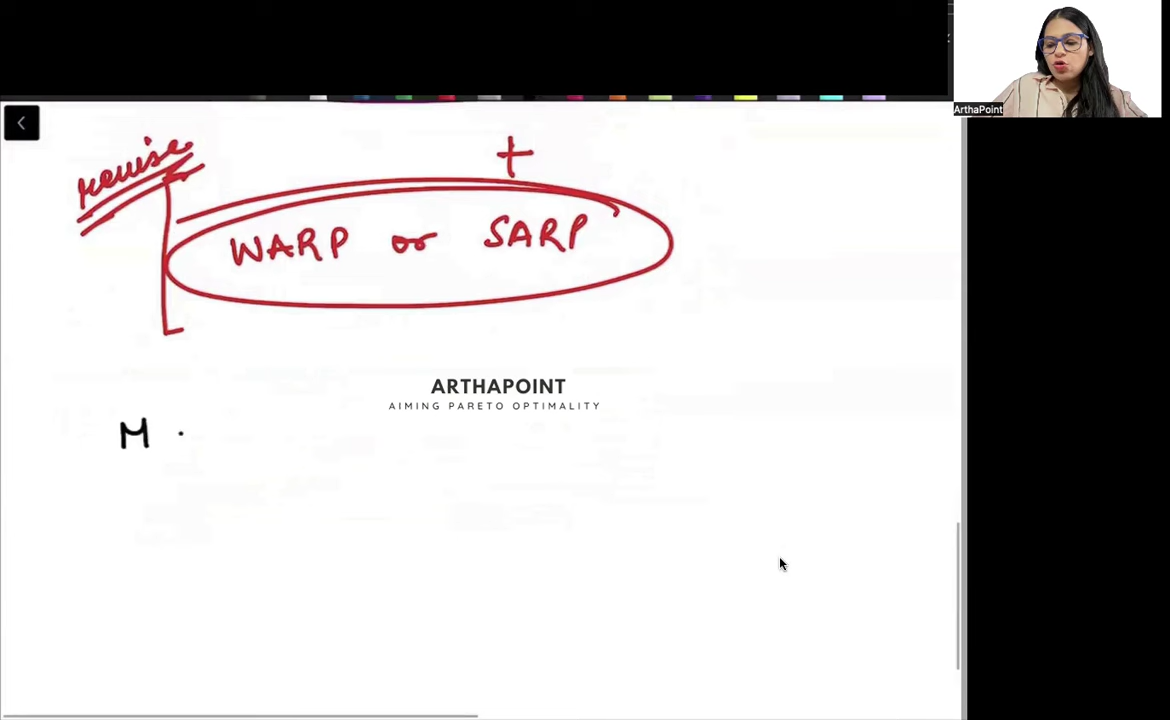 ArthaPoint
revise
+
WARP or SARP
ARTHAPOINT
AIMING PARETO OPTIMALITY
M .